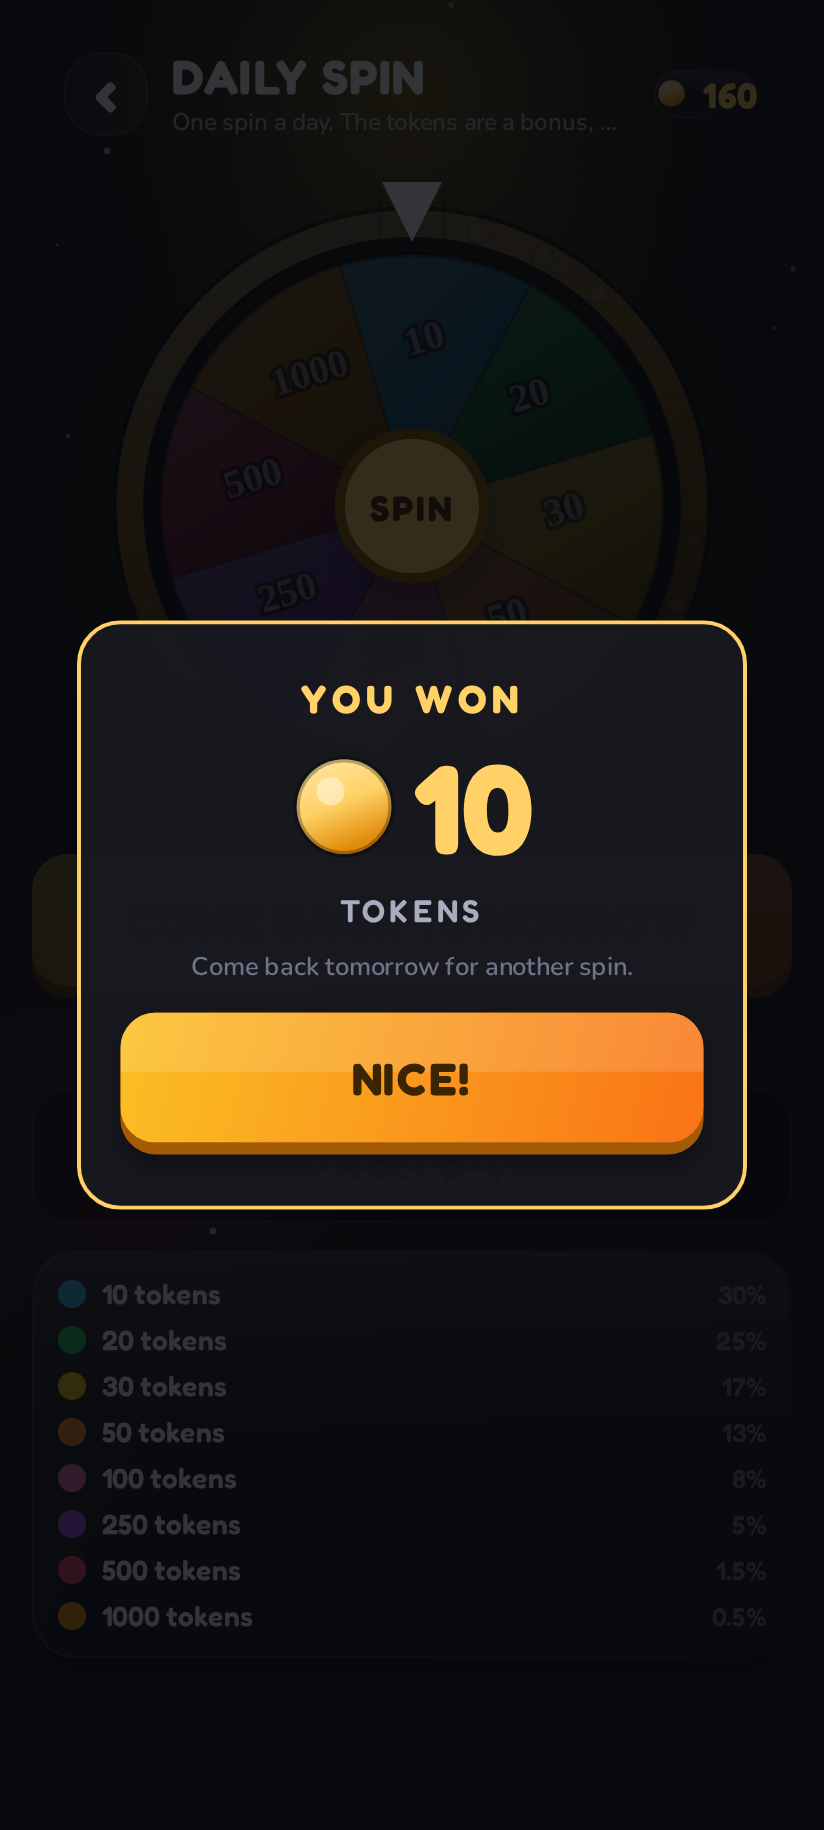 DAILY SPIN
One spin a day. The tokens are a bonus, ...
160
10
20
1000
500
30
SPIN
250
50
YOU WON
10
TOKENS
Come back tomorrow for another spin.
NICE!
10 tokens 30%
20 tokens 25%
30 tokens 17%
50 tokens 13%
100 tokens 8%
250 tokens 5%
500 tokens 1.5%
1000 tokens 0.5%